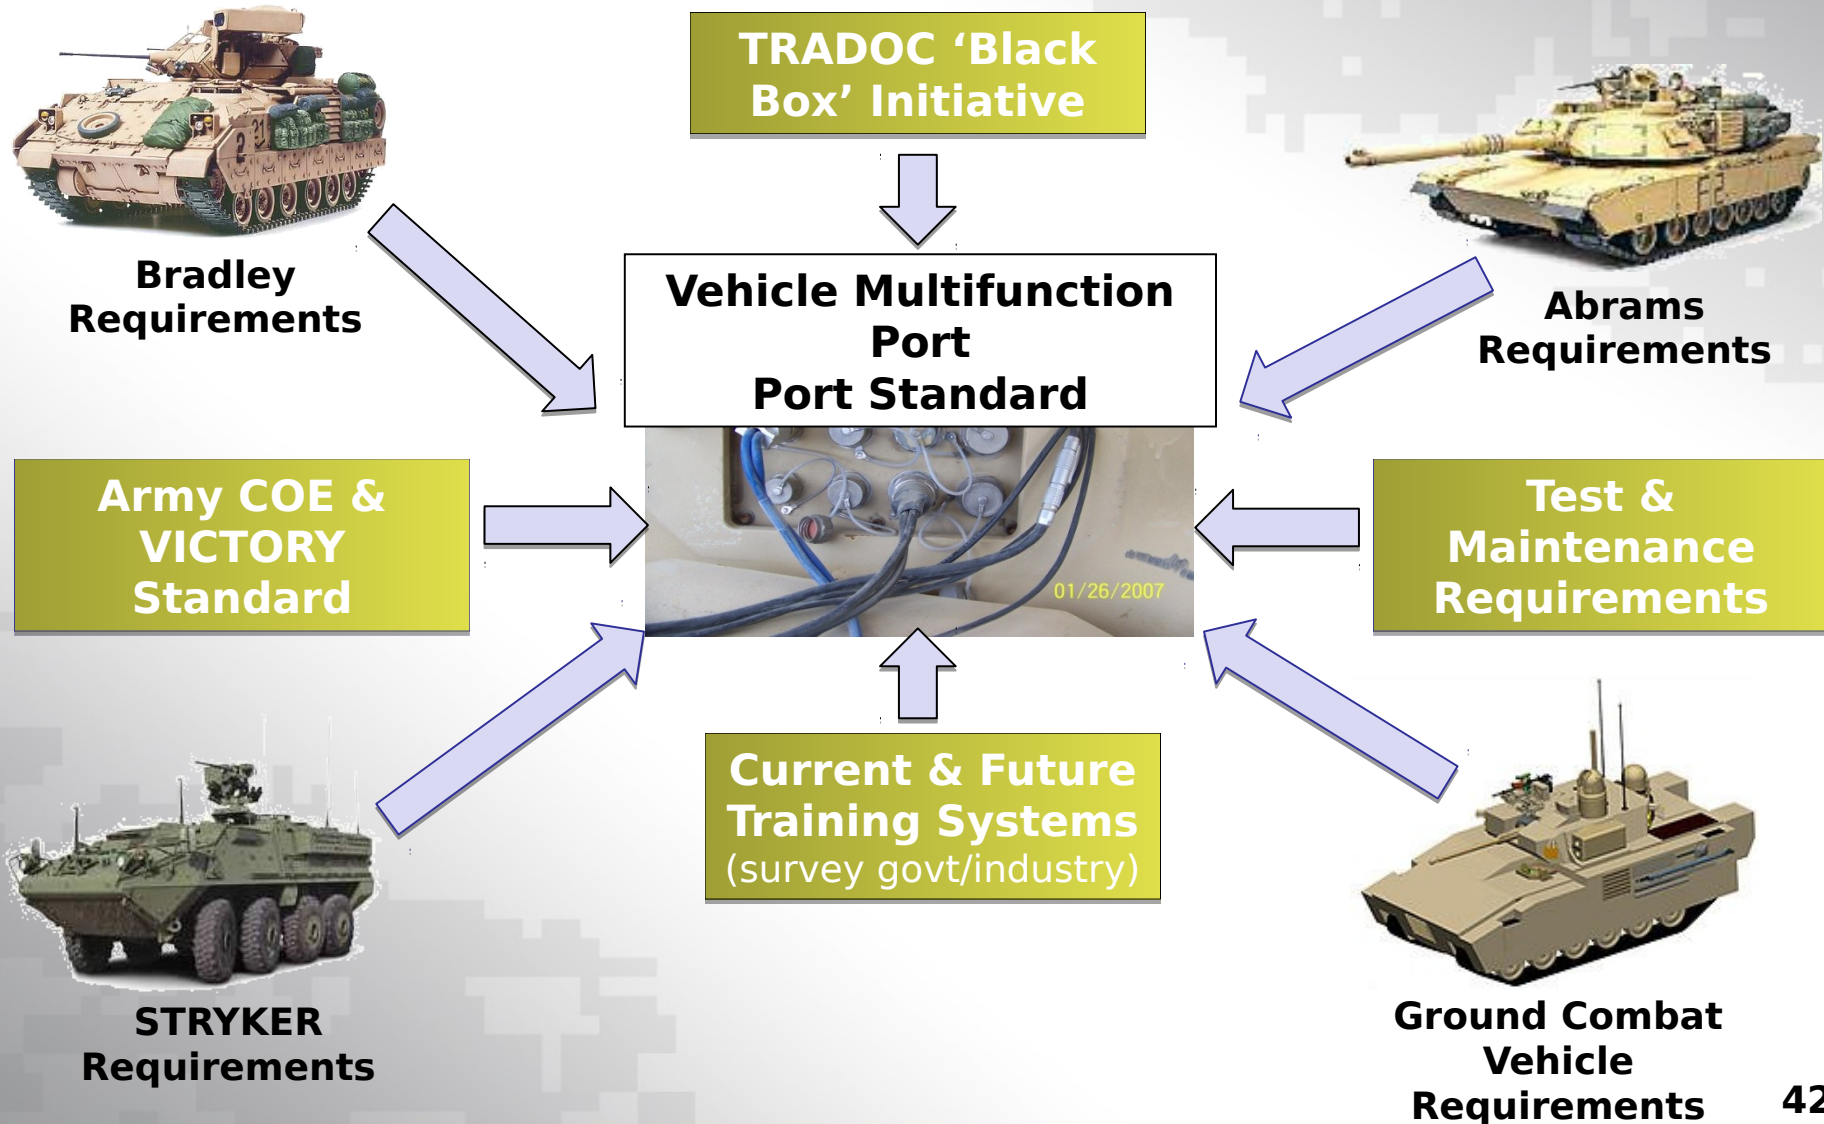 TRADOC ‘Black
Box’ Initiative
Bradley
Requirements
Vehicle Multifunction
Port
Port Standard
Abrams
Requirements
Army COE &
VICTORY
Standard
01/26/2007
Test &
Maintenance
Requirements
Current & Future
Training Systems
(survey govt/industry)
STRYKER
Requirements
Ground Combat
Vehicle
Requirements
42